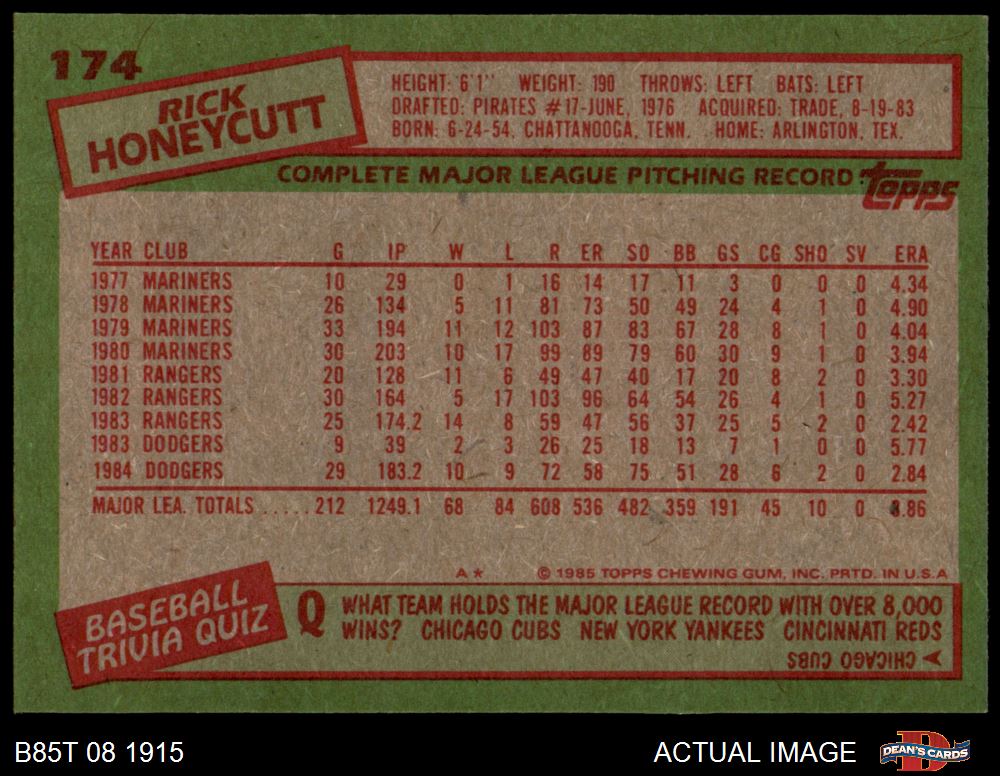 174
RICK
HONEYCUTT
HEIGHT: 6'1" WEIGHT: 190 THROWS: LEFT BATS: LEFT
DRAFTED: PIRATES #17-JUNE, 1976 ACQUIRED: TRADE, 8-19-83
BORN: 6-24-54, CHATTANOOGA, TENN. HOME: ARLINGTON, TEX.
COMPLETE MAJOR LEAGUE PITCHING RECORD topps
YEAR CLUB G IP W L R ER SO BB GS CG SHO SV ERA
1977 MARINERS 10 29 0 1 16 14 17 11 3 0 0 0 4.34
1978 MARINERS 26 134 5 11 81 73 50 49 24 4 1 0 4.90
1979 MARINERS 33 194 11 12 103 87 83 67 28 8 1 0 4.04
1980 MARINERS 30 203 10 17 99 89 79 60 30 9 1 0 3.94
1981 RANGERS 20 128 11 6 49 47 40 17 20 8 2 0 3.30
1982 RANGERS 30 164 5 17 103 96 64 54 26 4 1 0 5.27
1983 RANGERS 25 174.2 14 8 59 47 56 37 25 5 2 0 2.42
1983 DODGERS 9 39 2 3 26 25 18 13 7 1 0 0 5.77
1984 DODGERS 29 183.2 10 9 72 58 75 51 28 6 2 0 2.84
MAJOR LEA. TOTALS ..... 212 1249.1 68 84 608 536 482 359 191 45 10 0 3.86
A* © 1985 TOPPS CHEWING GUM, INC. PRTD. IN U.S.A
BASEBALL
TRIVIA QUIZ
Q WHAT TEAM HOLDS THE MAJOR LEAGUE RECORD WITH OVER 8,000
WINS? CHICAGO CUBS NEW YORK YANKEES CINCINNATI REDS
CHICAGO CUBS
B85T 08 1915
ACTUAL IMAGE
DEAN'S CARDS